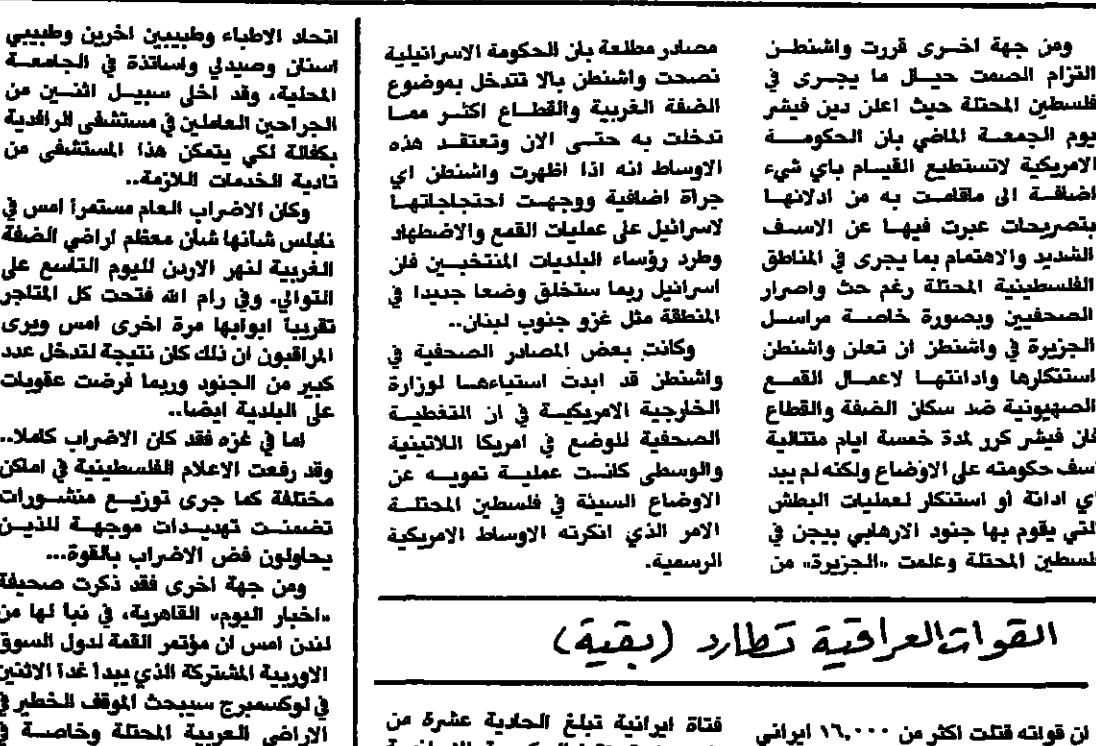 ومن جهة اخرى قررت واشنطن
التزام الصمت حيال ما يجرى في
فلسطين المحتلة حيث اعلن دين فيشر
يوم الجمعة الماضي بان الحكومة
الامريكية لاتستطيع القيام باي شيء
اضافة الى ماقامت به من ادلائها
بتصريحات عبرت فيها عن الاسف
الشديد والاهتمام بما يجرى في المناطق
الفلسطينية المحتلة رغم حث واصرار
الصحفيين وبصورة خاصة مراسل
الجزيرة في واشنطن ان تعلن واشنطن
استنكارها وادانتها لاعمال القمع
الصهيونية ضد سكان الضفة والقطاع
فان فيشر كرر لمدة خمسة ايام متتالية
اسف حكومته على الاوضاع ولكنه لم يبد
اي ادانة أو استنكار لعمليات البطش
التي يقوم بها جنود الارهابي بيجن في
فلسطين المحتلة وعلمت «الجزيرة» من
مصادر مطلعة بان الحكومة الاسرائيلية
نصحت واشنطن بالا تتدخل بموضوع
الضفة الغربية والقطاع اكثر مما
تدخلت به حتى الان وتعتقد هذه
الاوساط انه اذا اظهرت واشنطن اي
جرأة اضافية ووجهت احتجاجاتها
لاسرائيل على عمليات القمع والاضطهاد
وطرد رؤساء البلديات المنتخبين فان
اسرائيل ربما ستخلق وضعا جديدا في
المنطقة مثل غزو جنوب لبنان..
وكانت بعض المصادر الصحفية في
واشنطن قد ابدت استياءها لوزارة
الخارجية الامريكية في ان التغطية
الصحفية للوضع في امريكا اللاتينية
والوسطى كانت عملية تمويه عن
الاوضاع السيئة في فلسطين المحتلة
الامر الذي انكرته الاوساط الامريكية
الرسمية.
اتحاد الاطباء وطبيبين اخرين وطبيبي
اسنان وصيدلي واساتذة في الجامعة
المحلية، وقد اخلى سبيل اثنين من
الجراحين العاملين في مستشفى الرافدية
بكفالة لكي يتمكن هذا المستشفى من
تادية الخدمات اللازمة..
وكان الاضراب العام مستمرا امس في
نابلس شانها شان معظم اراضي الضفة
الغربية لنهر الاردن لليوم التاسع على
التوالي. وفي رام الله فتحت كل المتاجر
تقريبا ابوابها مرة اخرى امس ويرى
المراقبون ان ذلك كان نتيجة لتدخل عدد
كبير من الجنود وربما فرضت عقوبات
على البلدية ايضا..
اما في غزه فقد كان الاضراب كاملا..
وقد رفعت الاعلام الفلسطينية في اماكن
مختلفة كما جرى توزيع منشورات
تضمنت تهديدات موجهة للذين
يحاولون فض الاضراب بالقوة...
ومن جهة اخرى فقد ذكرت صحيفة
«اخبار اليوم» القاهرية، في نبا لها من
لندن امس ان مؤتمر القمة لدول السوق
الاوربية المشتركة الذي يبدا غدا الاثنين
في لوكسمبرج سيبحث الموقف الخطير في
الاراضي العربية المحتلة وخاصة في
القوات العراقية تطارد (بقية)
ان قواته قتلت اكثر من ١٦,٠٠٠ ايراني
فتاة ايرانية تبلغ الحادية عشرة من